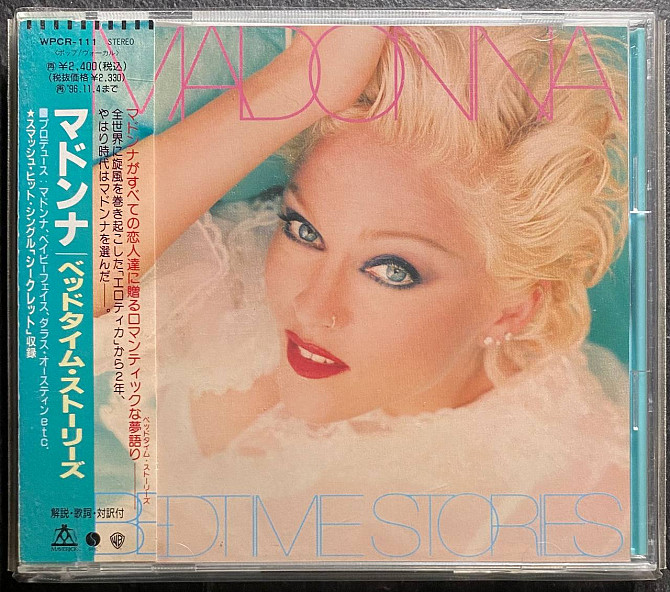 WPCR-111 STEREO
〈ポップ/ヴォーカル〉
㊐¥2,400(税込)
(税抜価格¥2,330)
㊐'96.11.4まで
MADONNA
マドンナがすべての恋人達に贈るロマンティックな夢語り——
ベッドタイム・ストーリーズ
全世界に旋風を巻き起こした「エロティカ」から2年、
やはり時代はマドンナを選んだ——。
マドンナ|ベッドタイム・ストーリーズ
■プロデュース:マドンナ、ベイビーフェイス、ダラス・オースティンetc.
★スマッシュ・ヒット・シングル「シークレット」収録
解説・歌詞・対訳付
MAVERICK
WB
BEDTIME STORIES